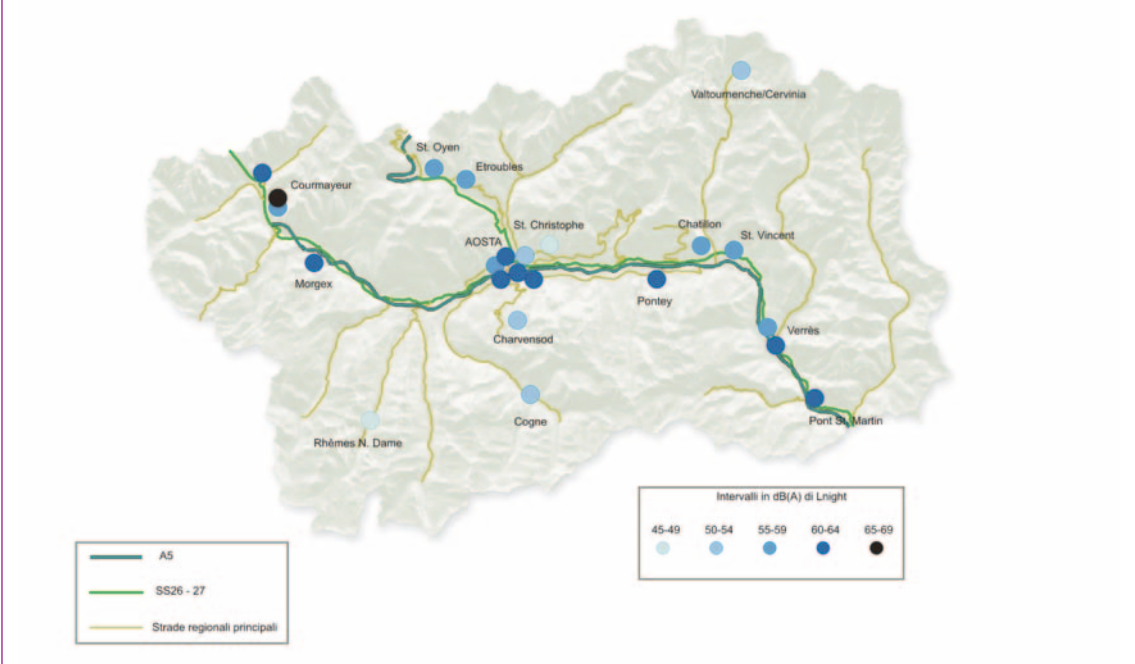 Valtournenche/Cervinia
St. Oyen
Etroubles
Courmayeur
St. Christophe
Chatillon
St. Vincent
AOSTA
Morgex
Pontey
Verrès
Charvensod
Cogne
Pont St. Martin
Rhêmes N. Dame
Intervalli in dB(A) di Lnight
45-49 50-54 55-59 60-64 65-69
A5
SS26 - 27
Strade regionali principali